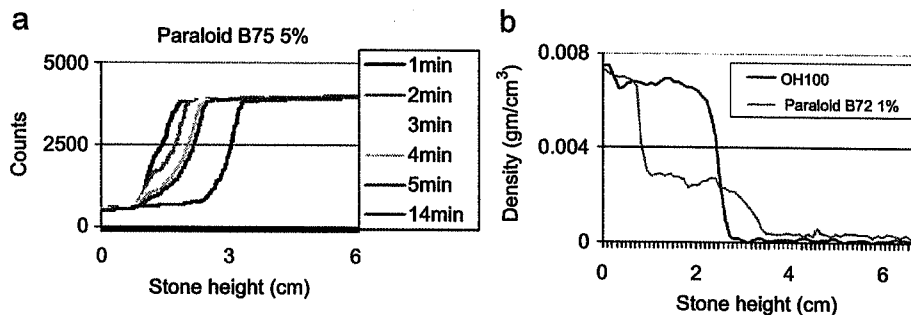 a
Paraloid B75 5%
Counts
5000
2500
0
0
3
6
Stone height (cm)
1min
2min
3min
4min
5min
14min
b
Density (gm/cm³)
0.008
0.004
0
0
2
4
6
Stone height (cm)
OH100
Paraloid B72 1%